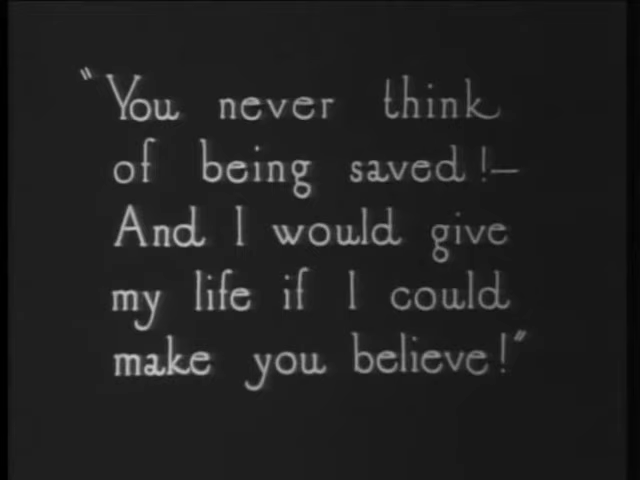 "You never think
of being saved!—
And I would give
my life if I could
make you believe!"